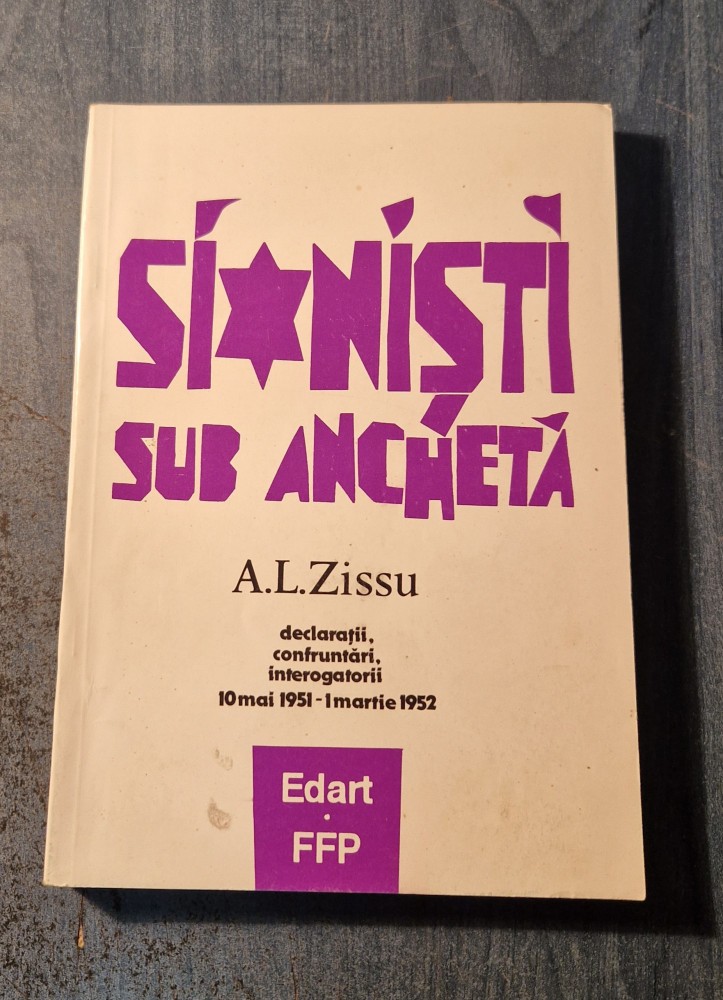 SIONIȘTI
SUB ANCHETĂ
A.L.Zissu
declarații,
confruntări,
interogatorii
10 mai 1951 - 1 martie 1952
Edart
·
FFP